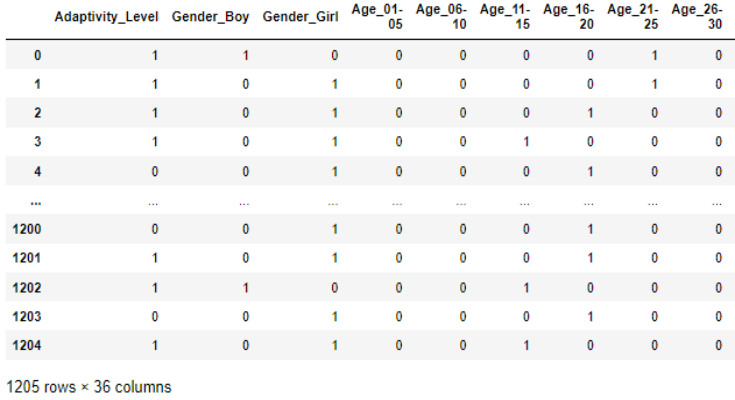 Adaptivity_Level Gender_Boy Gender_Girl Age_01-05 Age_06-10 Age_11-15 Age_16-20 Age_21-25 Age_26-30
0 1 1 0 0 0 0 0 1 0
1 1 0 1 0 0 0 0 1 0
2 1 0 1 0 0 0 1 0 0
3 1 0 1 0 0 1 0 0 0
4 0 0 1 0 0 0 1 0 0
... ... ... ... ... ... ... ... ... ...
1200 0 0 1 0 0 0 1 0 0
1201 1 0 1 0 0 0 1 0 0
1202 1 1 0 0 0 1 0 0 0
1203 0 0 1 0 0 0 1 0 0
1204 1 0 1 0 0 1 0 0 0
1205 rows × 36 columns